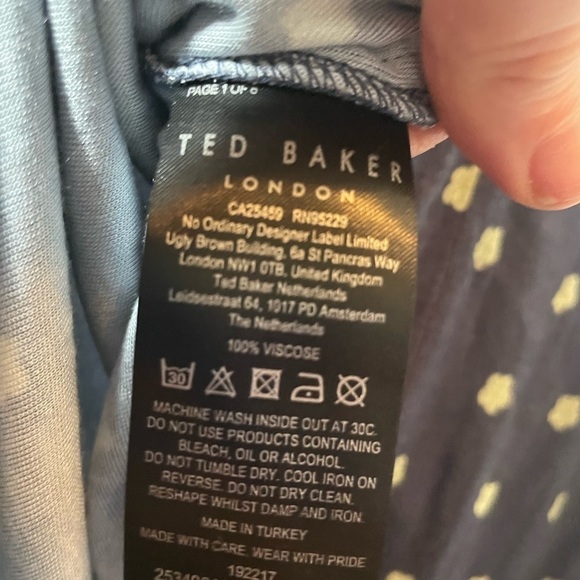 PAGE 1 OF 6
TED BAKER
LONDON
CA25459 RN95229
No Ordinary Designer Label Limited
Ugly Brown Building, 6a St Pancras Way
London NW1 0TB, United Kingdom
Ted Baker Netherlands
Leidsestraat 64, 1017 PD Amsterdam
The Netherlands
100% VISCOSE
30
MACHINE WASH INSIDE OUT AT 30C.
DO NOT USE PRODUCTS CONTAINING
BLEACH, OIL OR ALCOHOL.
DO NOT TUMBLE DRY. COOL IRON ON
REVERSE. DO NOT DRY CLEAN.
RESHAPE WHILST DAMP AND IRON.
MADE IN TURKEY
MADE WITH CARE. WEAR WITH PRIDE
192217